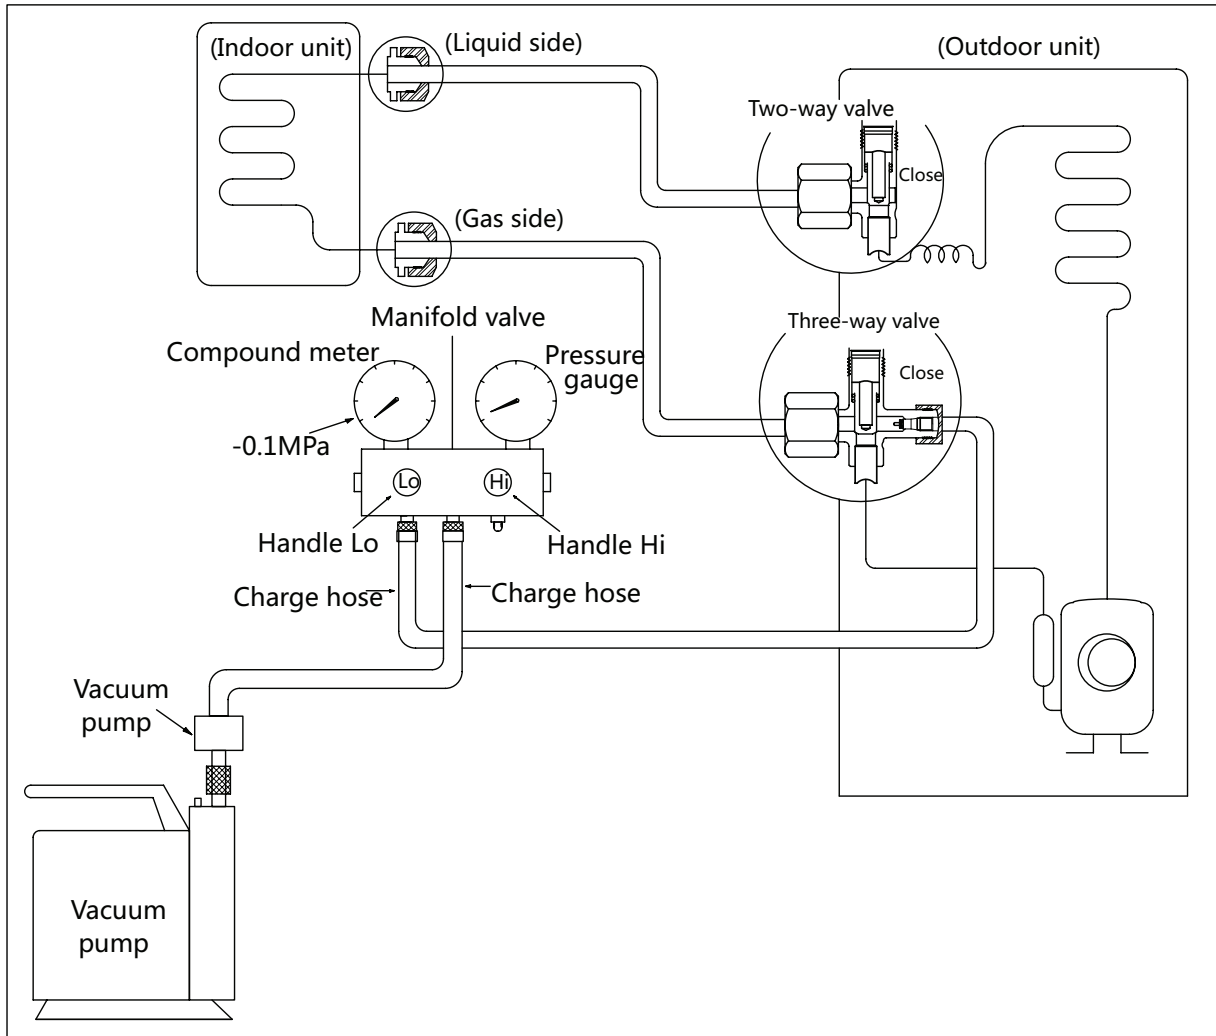 (Indoor unit)
(Liquid side)
(Outdoor unit)
Two-way valve
Close
(Gas side)
Manifold valve
Three-way valve
Compound meter
Pressure
gauge
Close
-0.1MPa
Lo
Hi
Handle Lo
Handle Hi
Charge hose
Charge hose
Vacuum
pump
Vacuum
pump